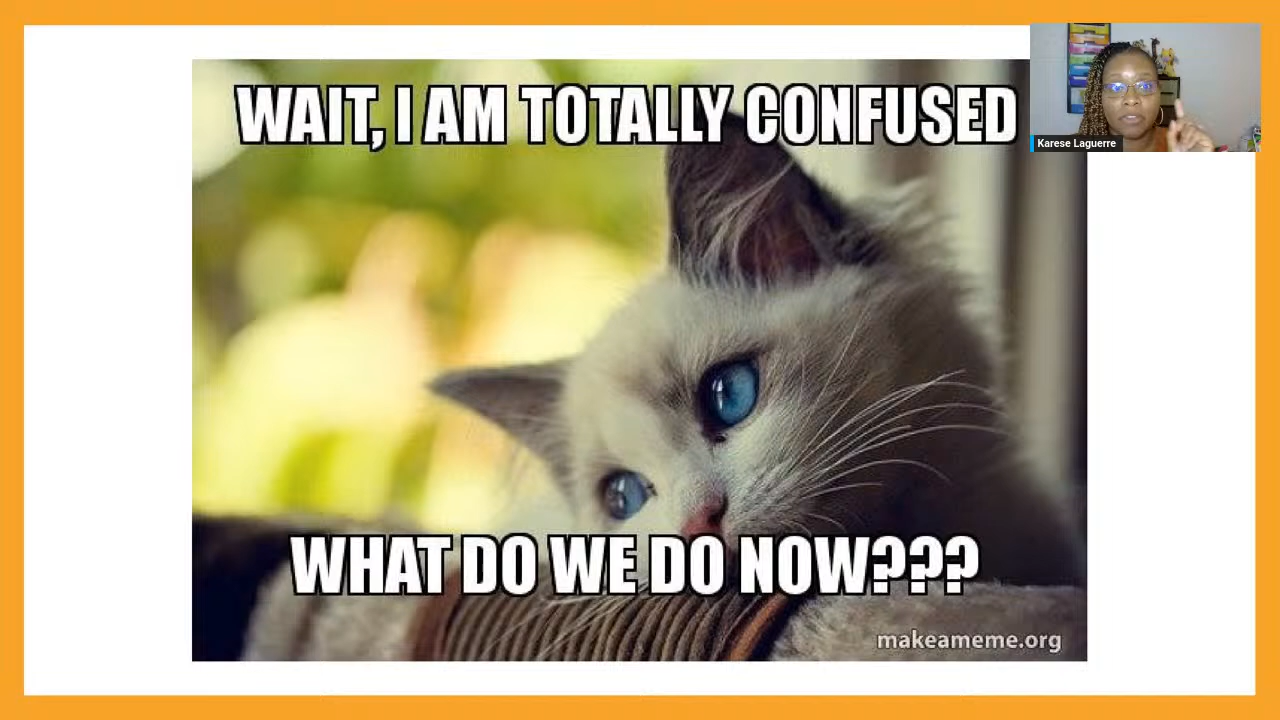 WAIT, I AM TOTALLY CONFUSED
Karese Laguerre
WHAT DO WE DO NOW???
makeameme.org